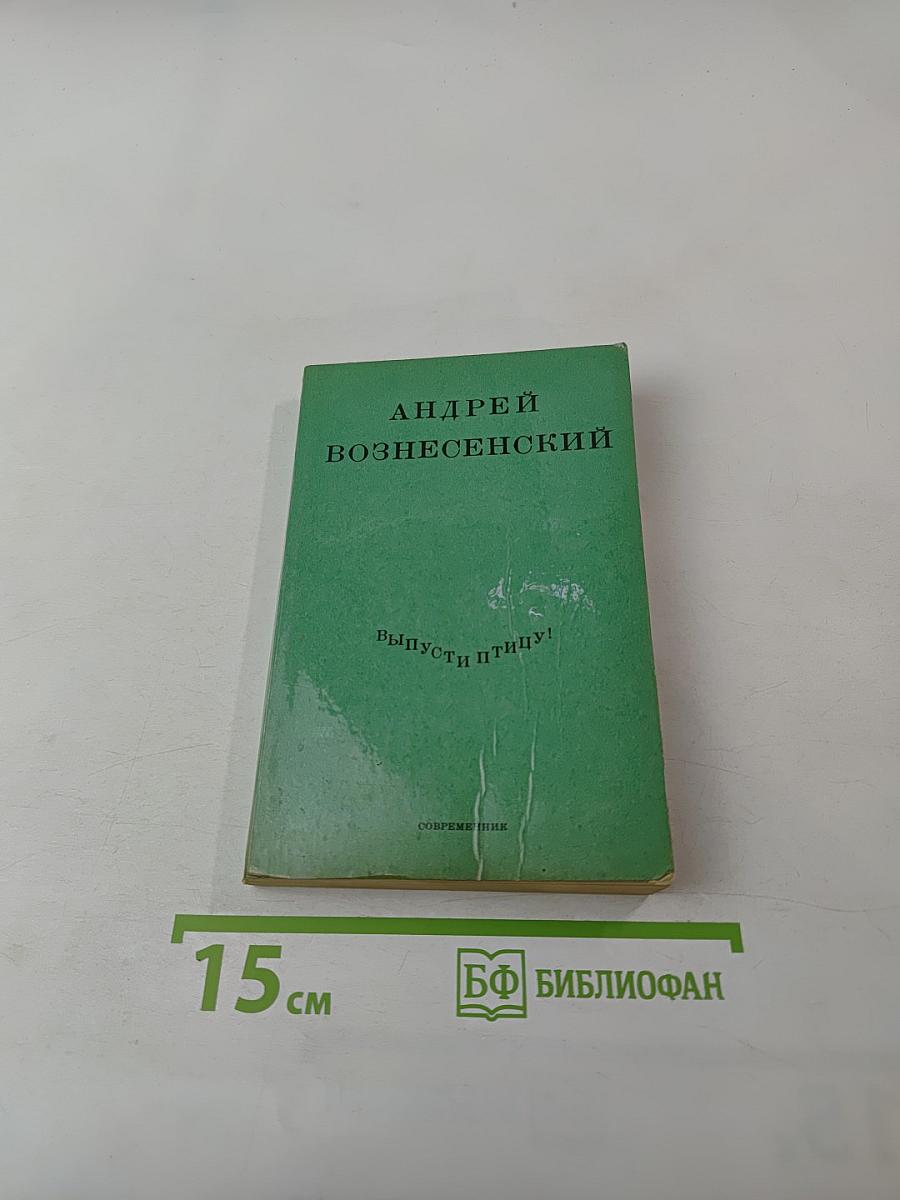 АНДРЕЙ
ВОЗНЕСЕНСКИЙ
ВЫПУСТИ ПТИЦУ!
СОВРЕМЕННИК
15 см
БФ БИБЛИОФАН